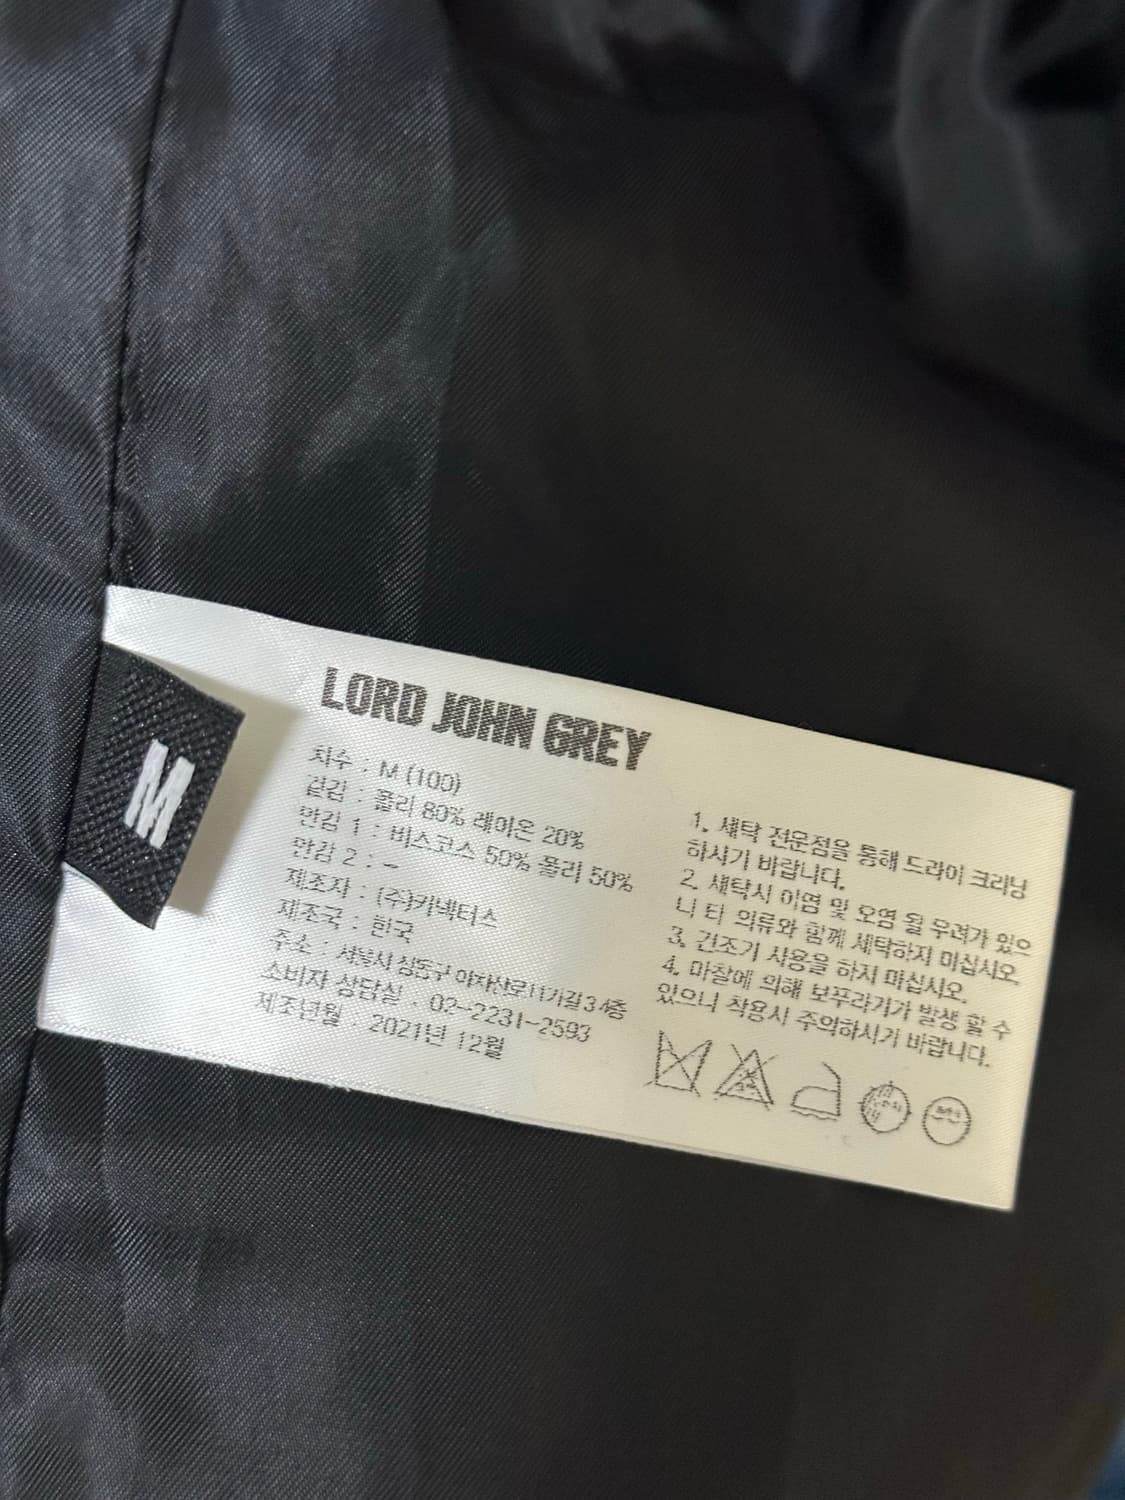 M
LORD JOHN GREY
치수 : M (100)
겉감 : 폴리 80% 레이온 20%
안감 1 : 비스코스 50% 폴리 50%
안감 2 : -
제조자 : (주)커넥터스
제조국 : 한국
주소 : 서울시 성동구 아차산로11가길 3 4층
소비자 상담실 : 02-2231-2593
제조년월 : 2021년 12월
1. 세탁 전문점을 통해 드라이 크리닝
하시기 바랍니다.
2. 세탁시 이염 및 오염 될 우려가 있으
니 타 의류와 함께 세탁하지 마십시오.
3. 건조기 사용을 하지 마십시오.
4. 마찰에 의해 보푸라기가 발생 할 수
있으니 착용시 주의하시기 바랍니다.